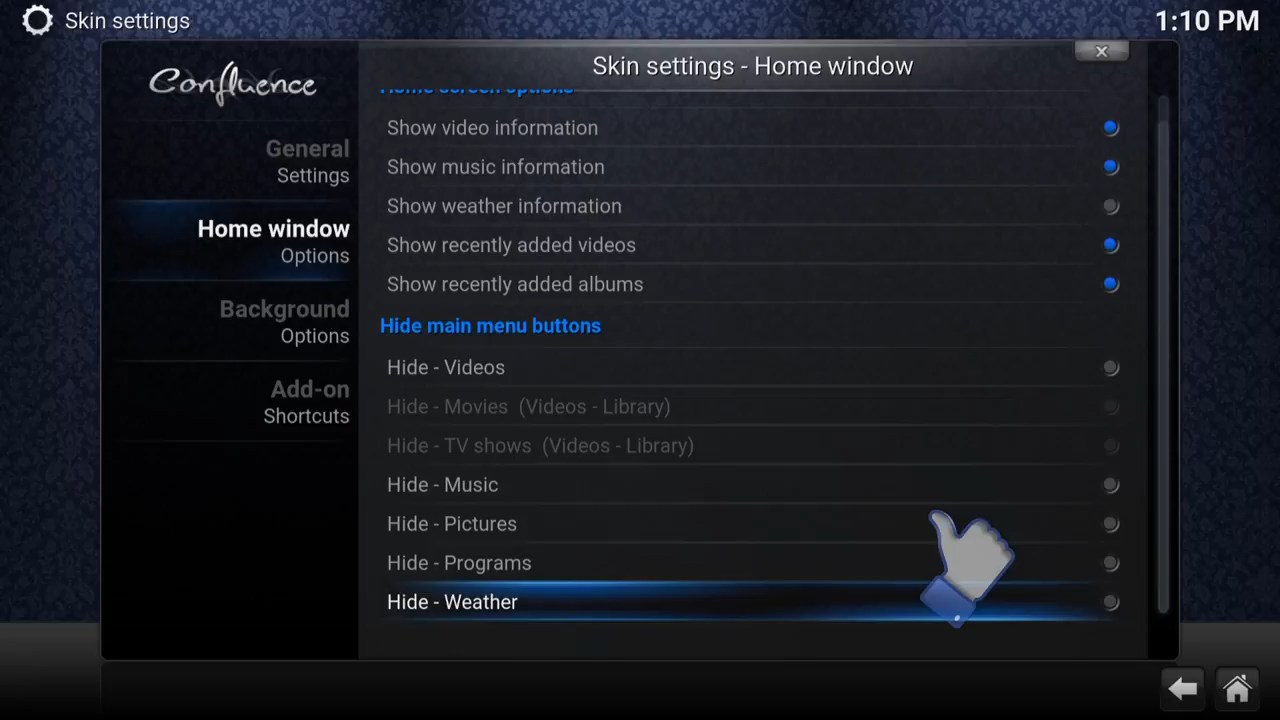 Skin settings
1:10 PM
Confluence
Skin settings - Home window
General
Settings
Home window
Options
Background
Options
Add-on
Shortcuts
Home screen options
Show video information
Show music information
Show weather information
Show recently added videos
Show recently added albums
Hide main menu buttons
Hide - Videos
Hide - Movies (Videos - Library)
Hide - TV shows (Videos - Library)
Hide - Music
Hide - Pictures
Hide - Programs
Hide - Weather